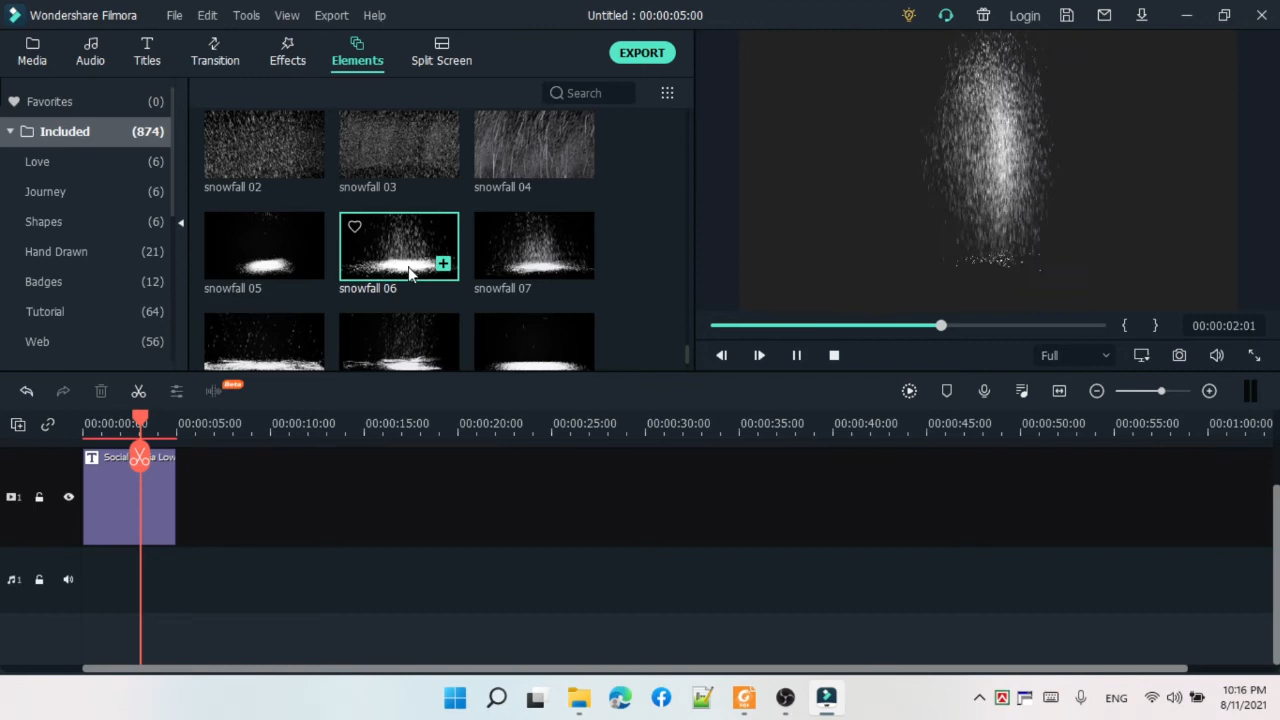 Wondershare Filmora
File Edit Tools View Export Help
Untitled : 00:00:05:00
Login
Media Audio Titles Transition Effects Elements Split Screen
EXPORT
Favorites (0)
Included (874)
Love (6)
Journey (6)
Shapes (6)
Hand Drawn (21)
Badges (12)
Tutorial (64)
Web (56)
Search
snowfall 02 snowfall 03 snowfall 04
snowfall 05 snowfall 06 snowfall 07
00:00:02:01
Full
Beta
00:00:05:00 00:00:10:00 00:00:15:00 00:00:20:00 00:00:25:00 00:00:30:00 00:00:35:00 00:00:40:00 00:00:45:00 00:00:50:00 00:00:55:00 00:01:00:00
T Social
Low
1
1
ENG
10:16 PM
8/11/2021